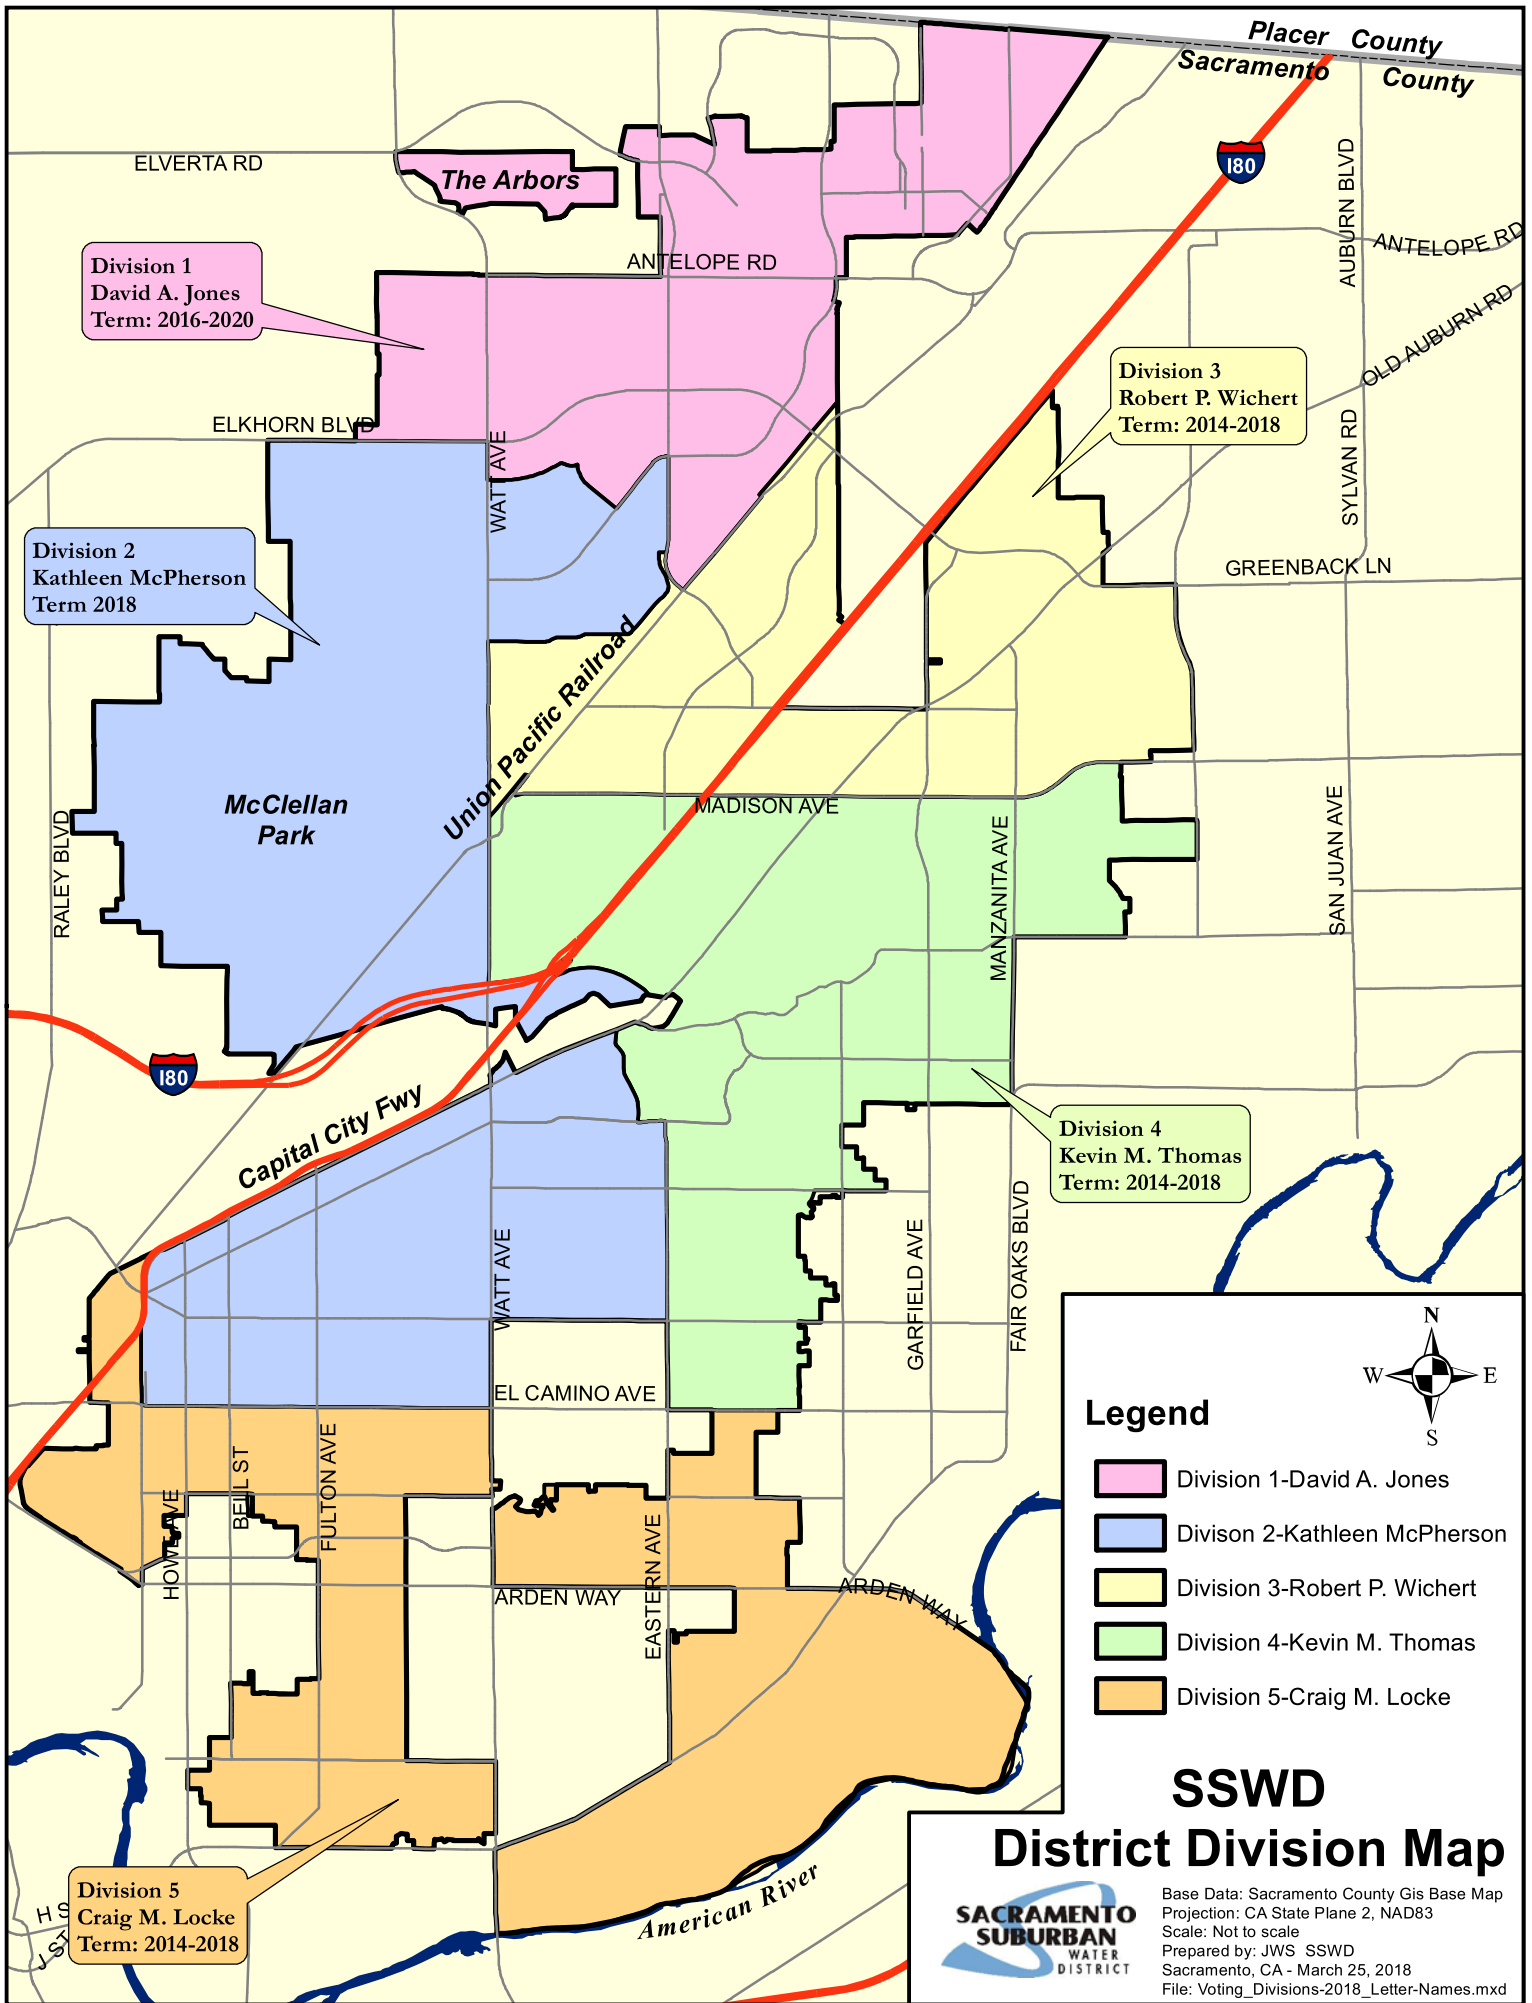 Placer County
Sacramento County
I80
ELVERTA RD
The Arbors
AUBURN BLVD
ANTELOPE RD
ANTELOPE RD
Division 1
David A. Jones
Term: 2016-2020
OLD AUBURN RD
Division 3
Robert P. Wichert
Term: 2014-2018
ELKHORN BLVD
WATT AVE
SYLVAN RD
Division 2
Kathleen McPherson
Term 2018
GREENBACK LN
Union Pacific Railroad
McClellan
Park
MADISON AVE
RALEY BLVD
MANZANITA AVE
SAN JUAN AVE
I80
Capital City Fwy
Division 4
Kevin M. Thomas
Term: 2014-2018
WATT AVE
GARFIELD AVE
FAIR OAKS BLVD
EL CAMINO AVE
HOWE AVE
BELL ST
FULTON AVE
EASTERN AVE
ARDEN WAY
ARDEN WAY
N
W E
S
Legend
Division 1-David A. Jones
Divison 2-Kathleen McPherson
Division 3-Robert P. Wichert
Division 4-Kevin M. Thomas
Division 5-Craig M. Locke
Division 5
Craig M. Locke
Term: 2014-2018
H S
J ST
American River
SSWD
District Division Map
SACRAMENTO
SUBURBAN
WATER
DISTRICT
Base Data: Sacramento County Gis Base Map
Projection: CA State Plane 2, NAD83
Scale: Not to scale
Prepared by: JWS SSWD
Sacramento, CA - March 25, 2018
File: Voting_Divisions-2018_Letter-Names.mxd